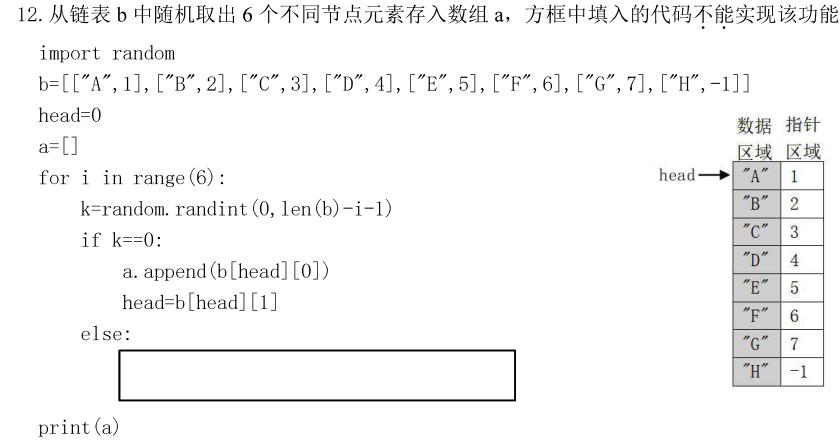 12. 从链表 b 中随机取出 6 个不同节点元素存入数组 a，方框中填入的代码不能实现该功能
import random
b=[["A",1],["B",2],["C",3],["D",4],["E",5],["F",6],["G",7],["H",-1]]
head=0
a=[]
for i in range(6):
    k=random.randint(0,len(b)-i-1)
    if k==0:
        a.append(b[head][0])
        head=b[head][1]
    else:
print(a)
数据 指针
区域 区域
head "A" 1
"B" 2
"C" 3
"D" 4
"E" 5
"F" 6
"G" 7
"H" -1